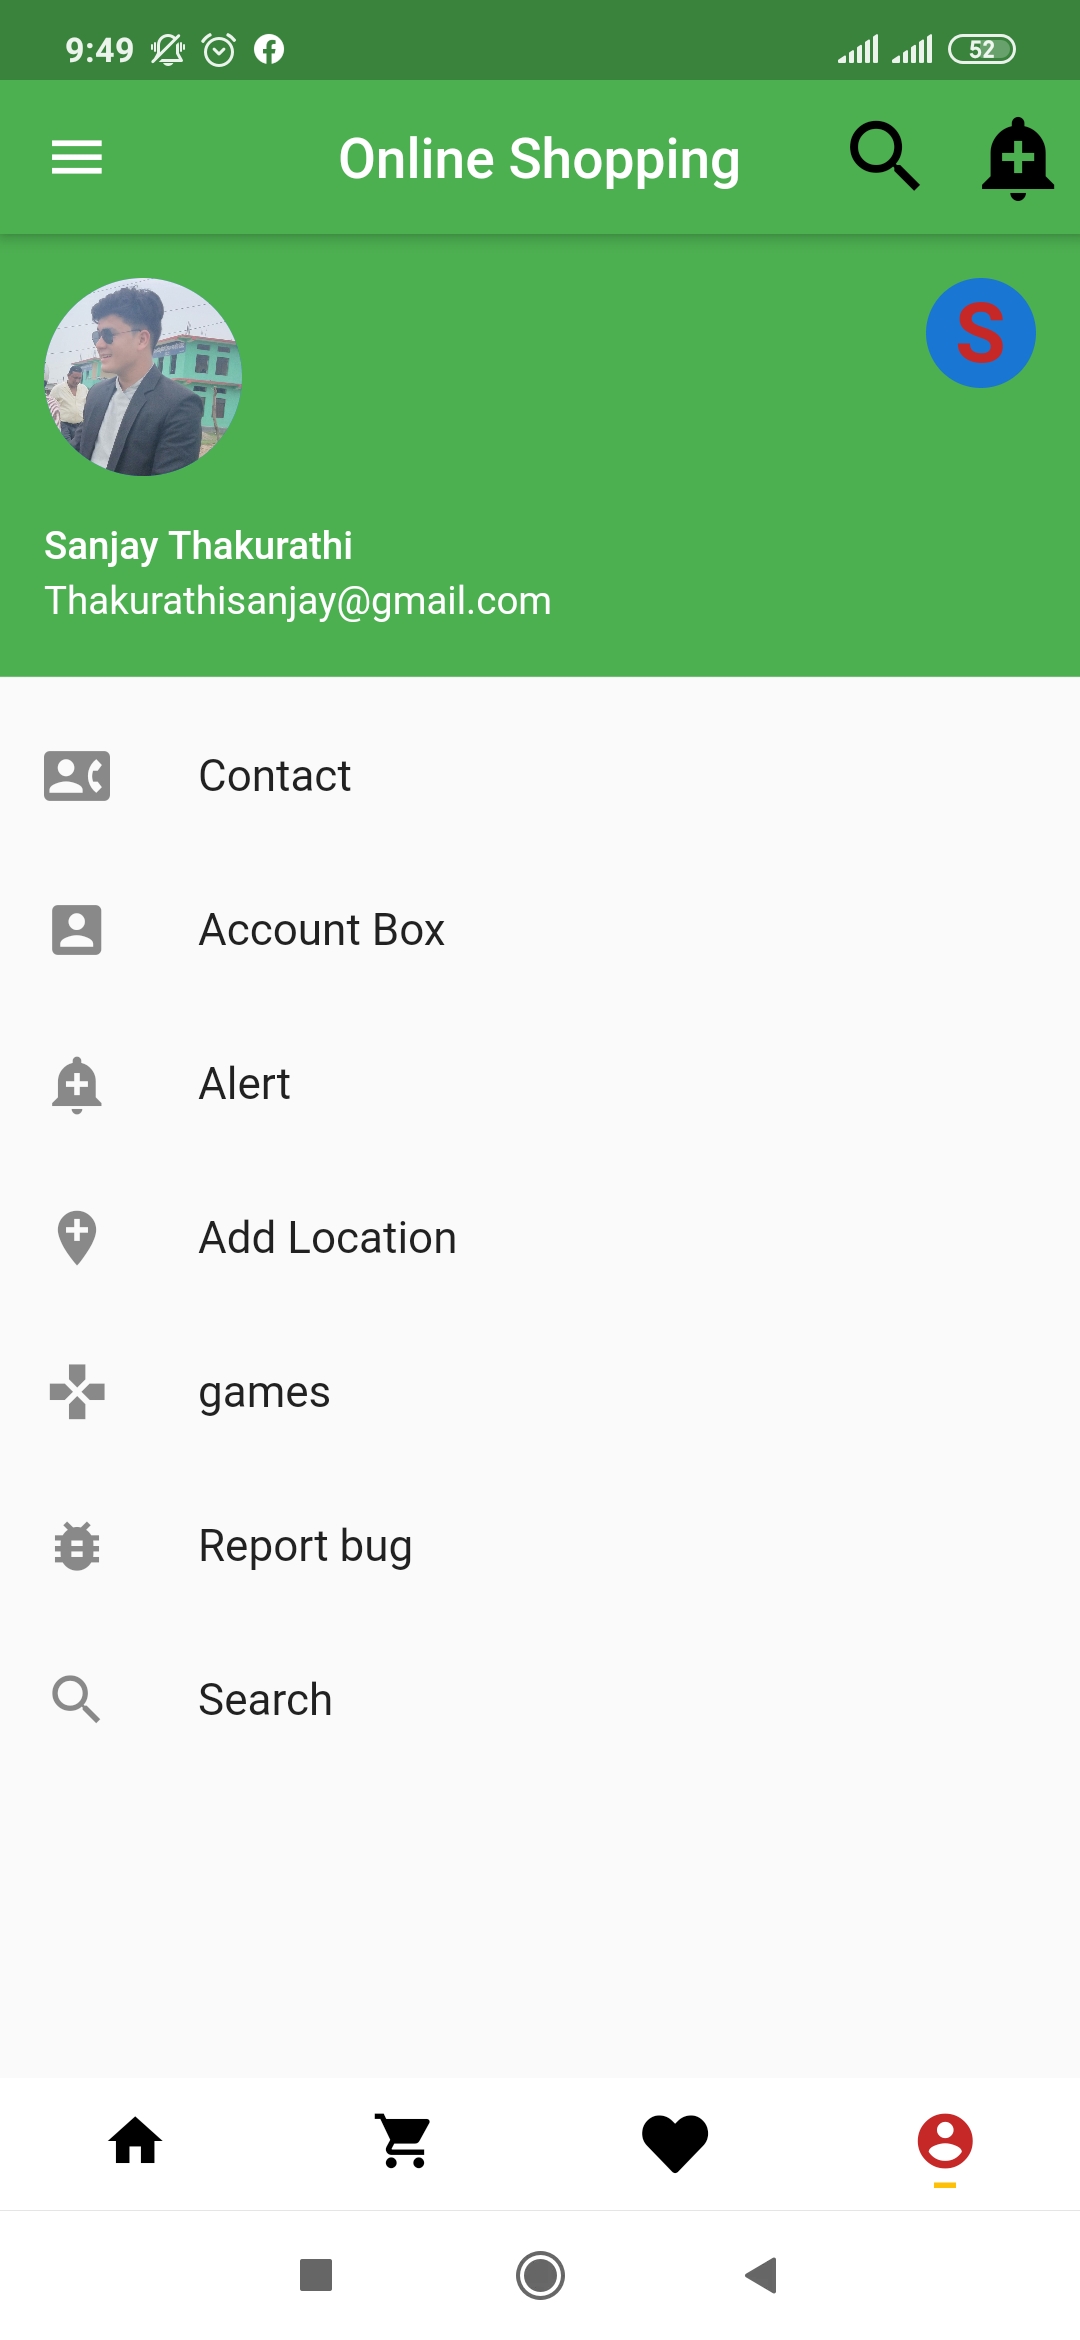 9:49
52
Online Shopping
S
Sanjay Thakurathi
Thakurathisanjay@gmail.com
Contact
Account Box
Alert
Add Location
games
Report bug
Search